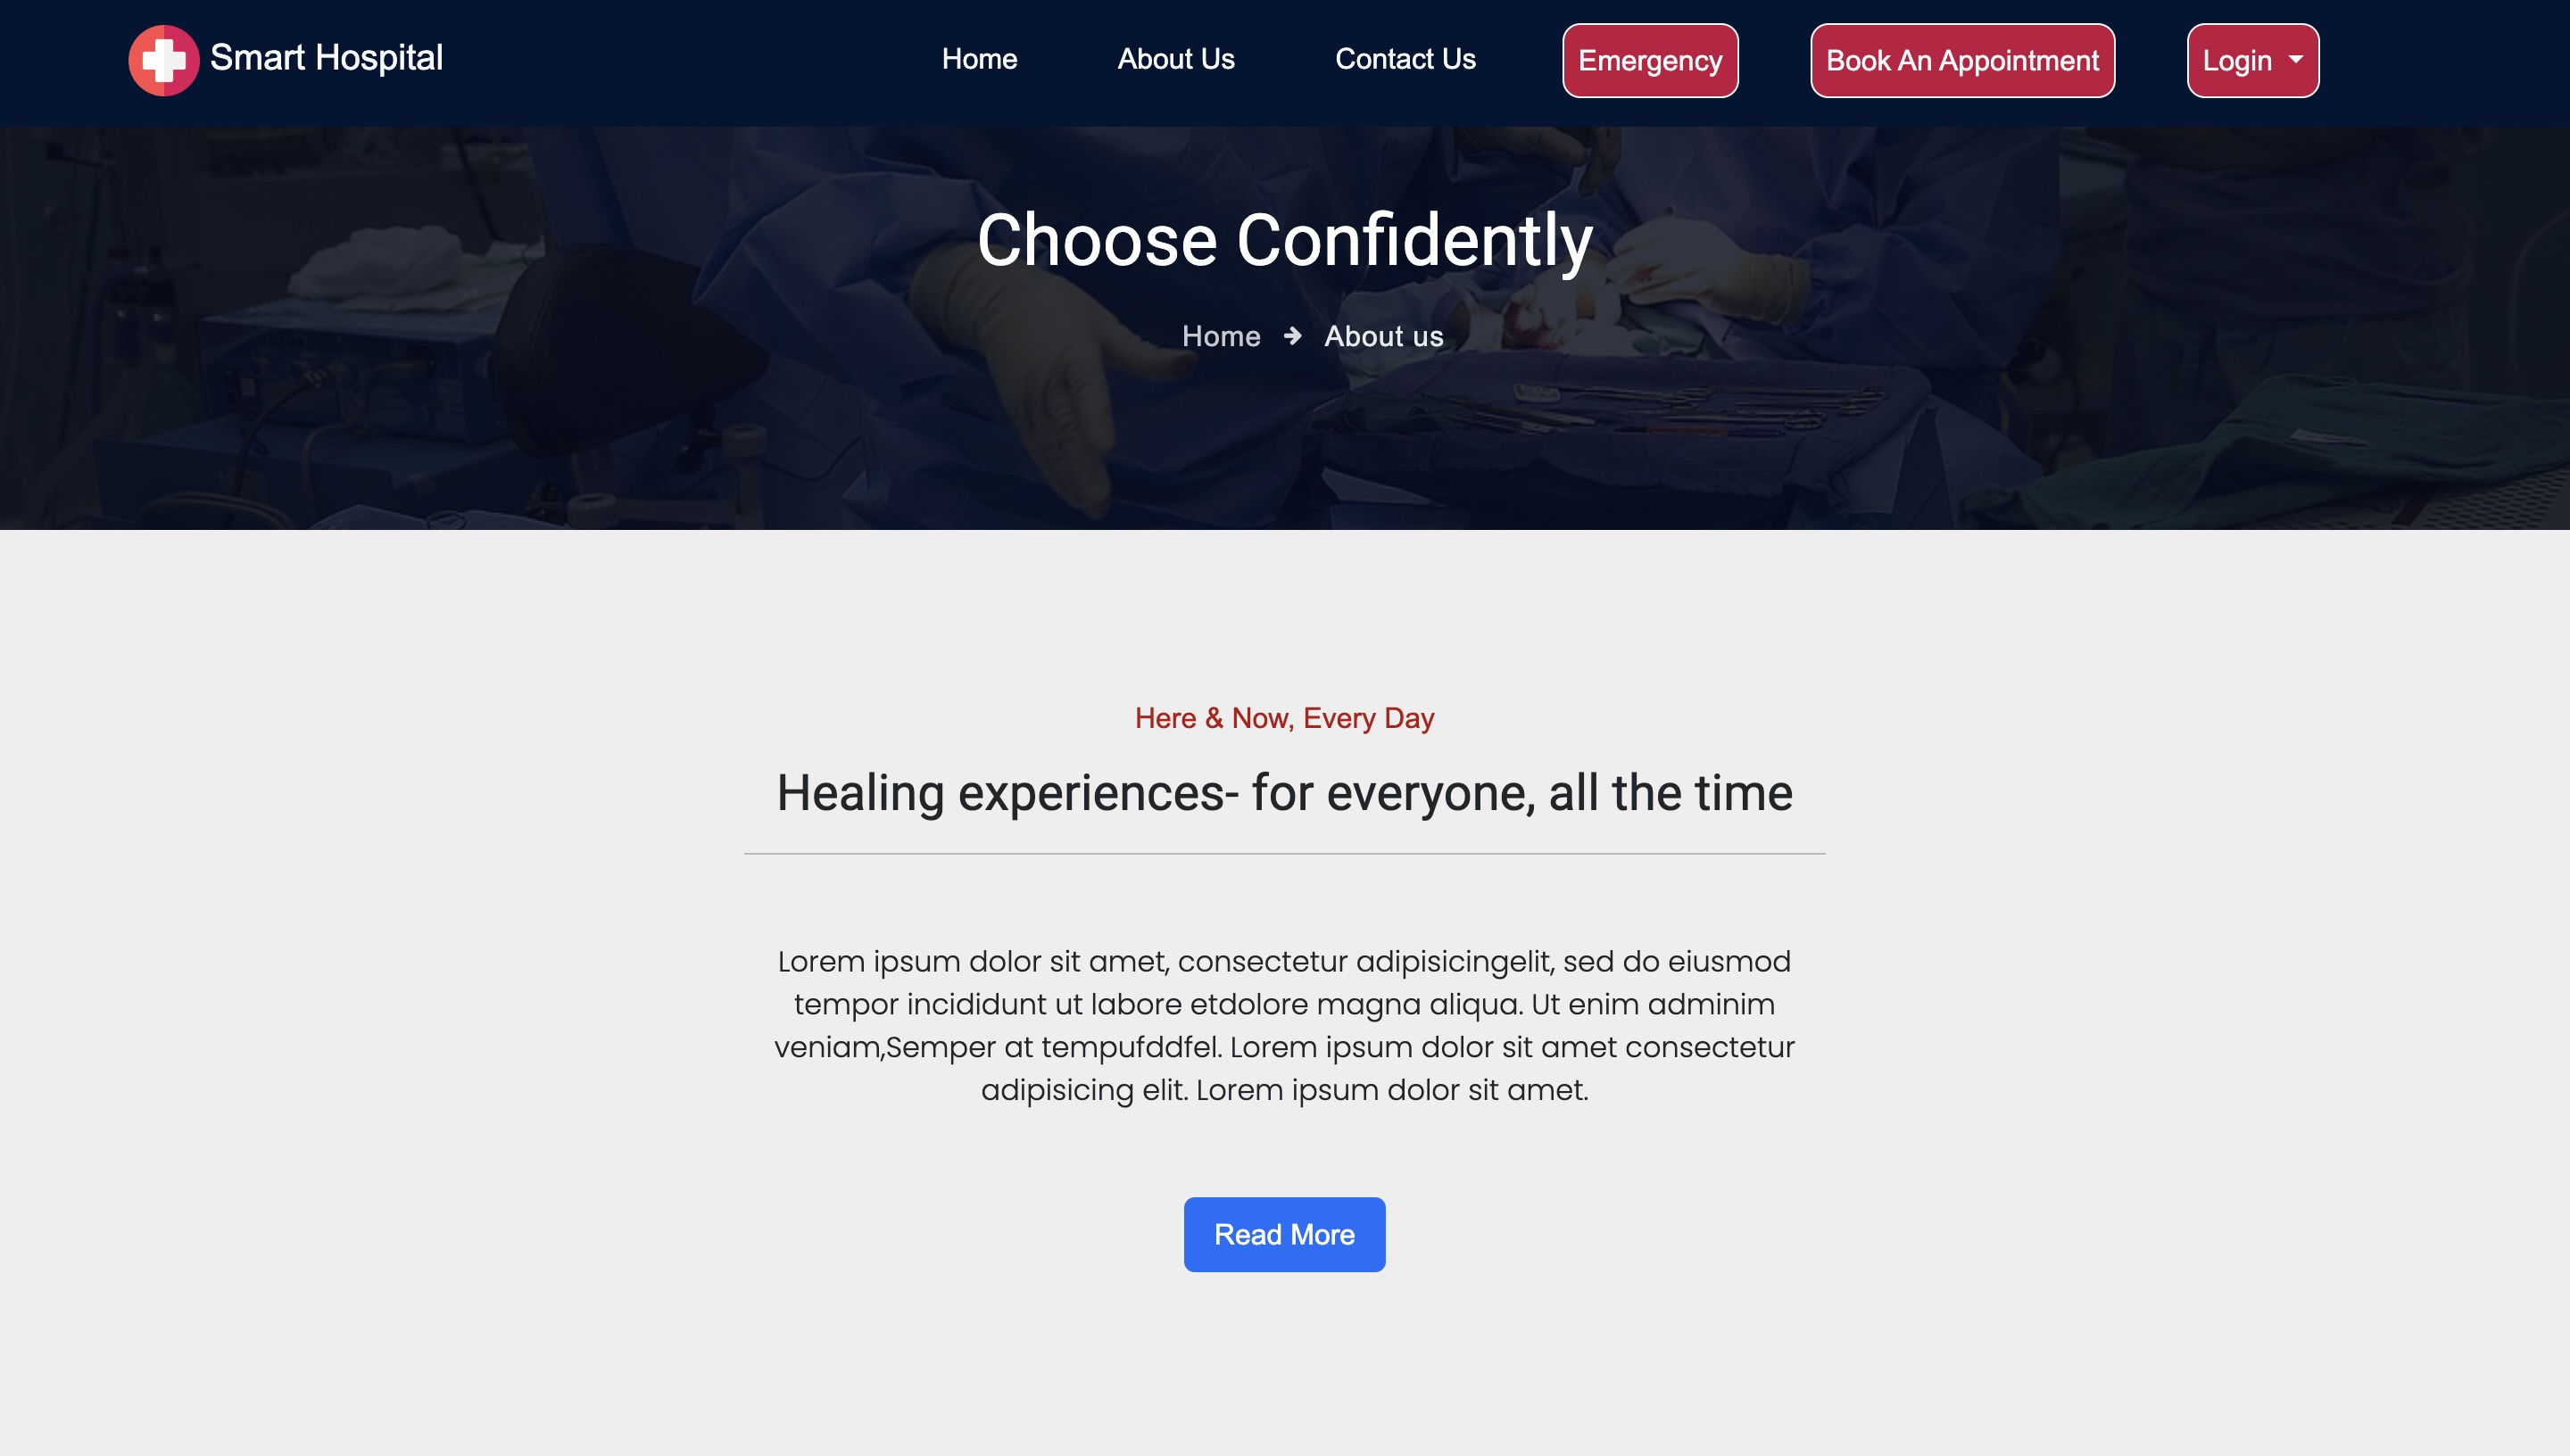 Smart Hospital
Home
About Us
Contact Us
Emergency
Book An Appointment
Login
Choose Confidently
Home
About us
Here & Now, Every Day
Healing experiences- for everyone, all the time
Lorem ipsum dolor sit amet, consectetur adipisicingelit, sed do eiusmod
tempor incididunt ut labore etdolore magna aliqua. Ut enim adminim
veniam,Semper at tempufddfel. Lorem ipsum dolor sit amet consectetur
adipisicing elit. Lorem ipsum dolor sit amet.
Read More